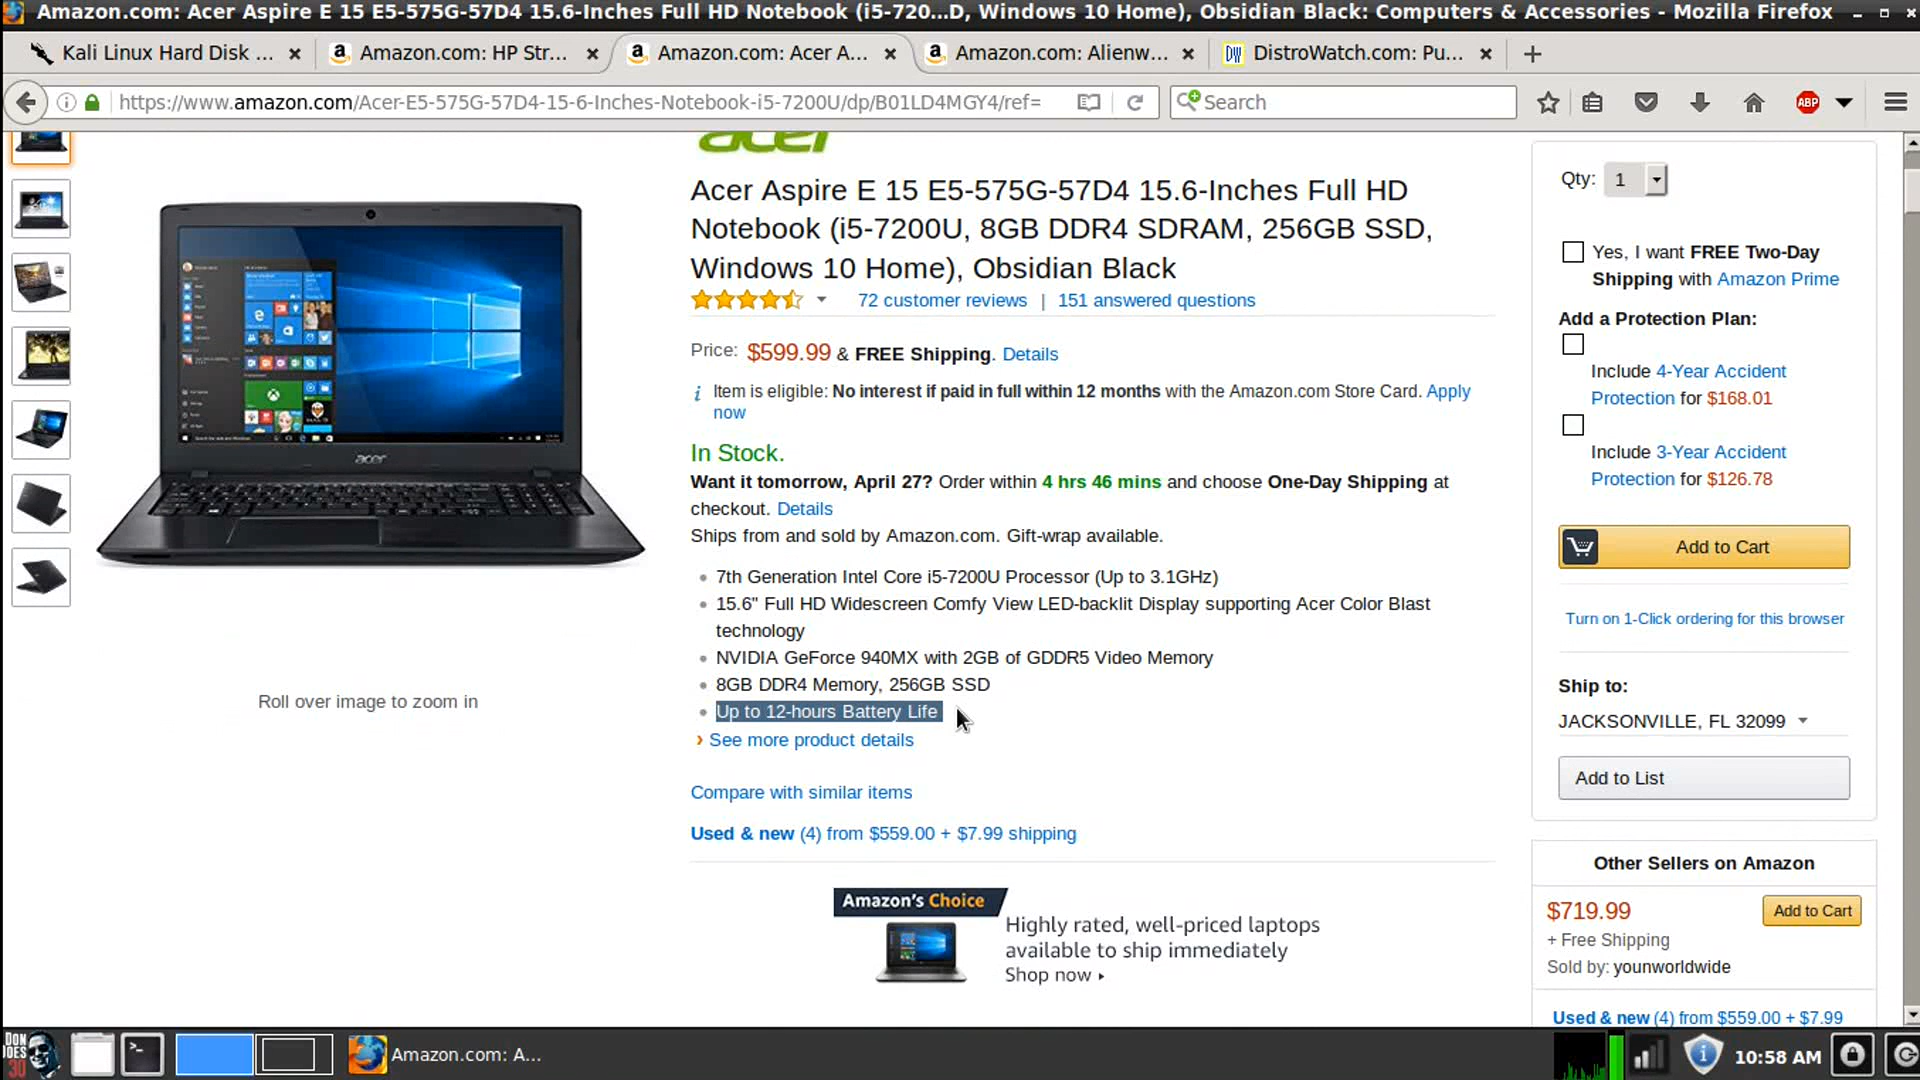 Amazon.com: Acer Aspire E 15 E5-575G-57D4 15.6-Inches Full HD Notebook (i5-720...D, Windows 10 Home), Obsidian Black: Computers & Accessories - Mozilla Firefox
Kali Linux Hard Disk ...
Amazon.com: HP Str...
Amazon.com: Acer A...
Amazon.com: Alienw...
DistroWatch.com: Pu...
https://www.amazon.com/Acer-E5-575G-57D4-15-6-Inches-Notebook-i5-7200U/dp/B01LD4MGY4/ref=
Search
ABP
acer
Acer Aspire E 15 E5-575G-57D4 15.6-Inches Full HD
Notebook (i5-7200U, 8GB DDR4 SDRAM, 256GB SSD,
Windows 10 Home), Obsidian Black
72 customer reviews | 151 answered questions
Price: $599.99 & FREE Shipping. Details
Item is eligible: No interest if paid in full within 12 months with the Amazon.com Store Card. Apply
now
In Stock.
Want it tomorrow, April 27? Order within 4 hrs 46 mins and choose One-Day Shipping at
checkout. Details
Ships from and sold by Amazon.com. Gift-wrap available.
7th Generation Intel Core i5-7200U Processor (Up to 3.1GHz)
15.6" Full HD Widescreen Comfy View LED-backlit Display supporting Acer Color Blast
technology
NVIDIA GeForce 940MX with 2GB of GDDR5 Video Memory
8GB DDR4 Memory, 256GB SSD
Up to 12-hours Battery Life
› See more product details
Compare with similar items
Used & new (4) from $559.00 + $7.99 shipping
Amazon's Choice
Highly rated, well-priced laptops
available to ship immediately
Shop now
acer
Roll over image to zoom in
Qty: 1
Yes, I want FREE Two-Day
Shipping with Amazon Prime
Add a Protection Plan:
Include 4-Year Accident
Protection for $168.01
Include 3-Year Accident
Protection for $126.78
Add to Cart
Turn on 1-Click ordering for this browser
Ship to:
JACKSONVILLE, FL 32099
Add to List
Other Sellers on Amazon
$719.99
Add to Cart
+ Free Shipping
Sold by: younworldwide
Used & new (4) from $559.00 + $7.99
DON
DOES
30
Amazon.com: A...
10:58 AM